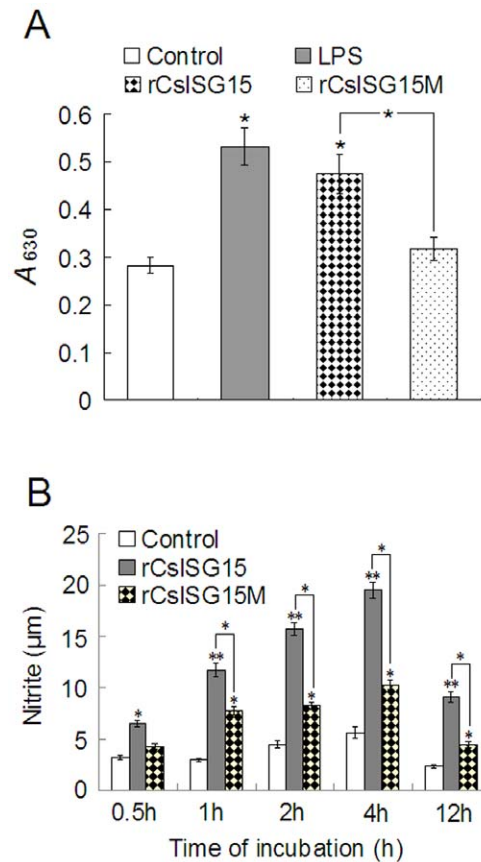 A
Control LPS
rCsISG15 rCsISG15M
0.6
0.5
0.4
0.3
0.2
0.1
0
A630
* * *
B
Control
rCsISG15
rCsISG15M
25
20
15
10
5
0
Nitrite (µm)
* ** * * ** * * ** * * ** * *
0.5h 1h 2h 4h 12h
Time of incubation (h)